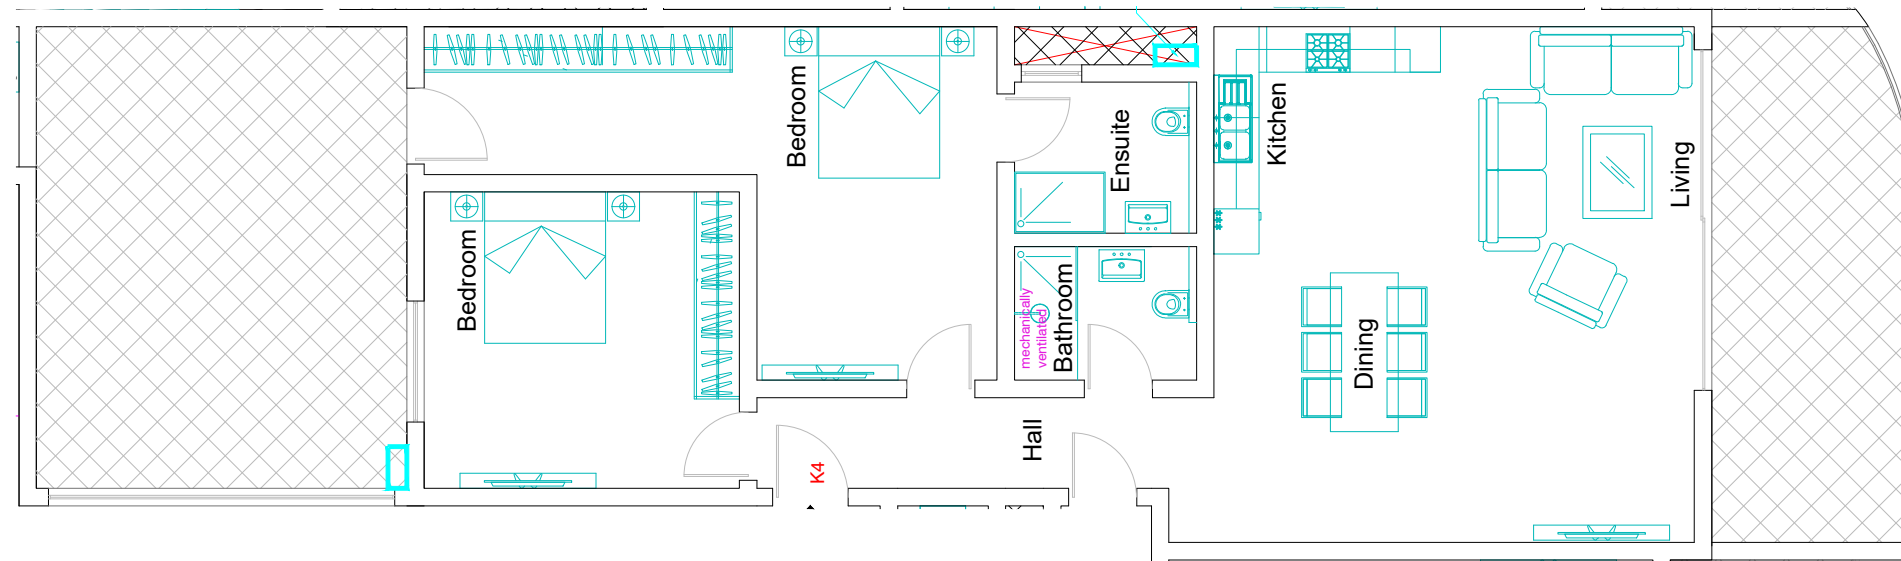 Bedroom
Bedroom
Ensuite
mechanically
ventilated
Bathroom
Kitchen
Living
Dining
Hall
K4